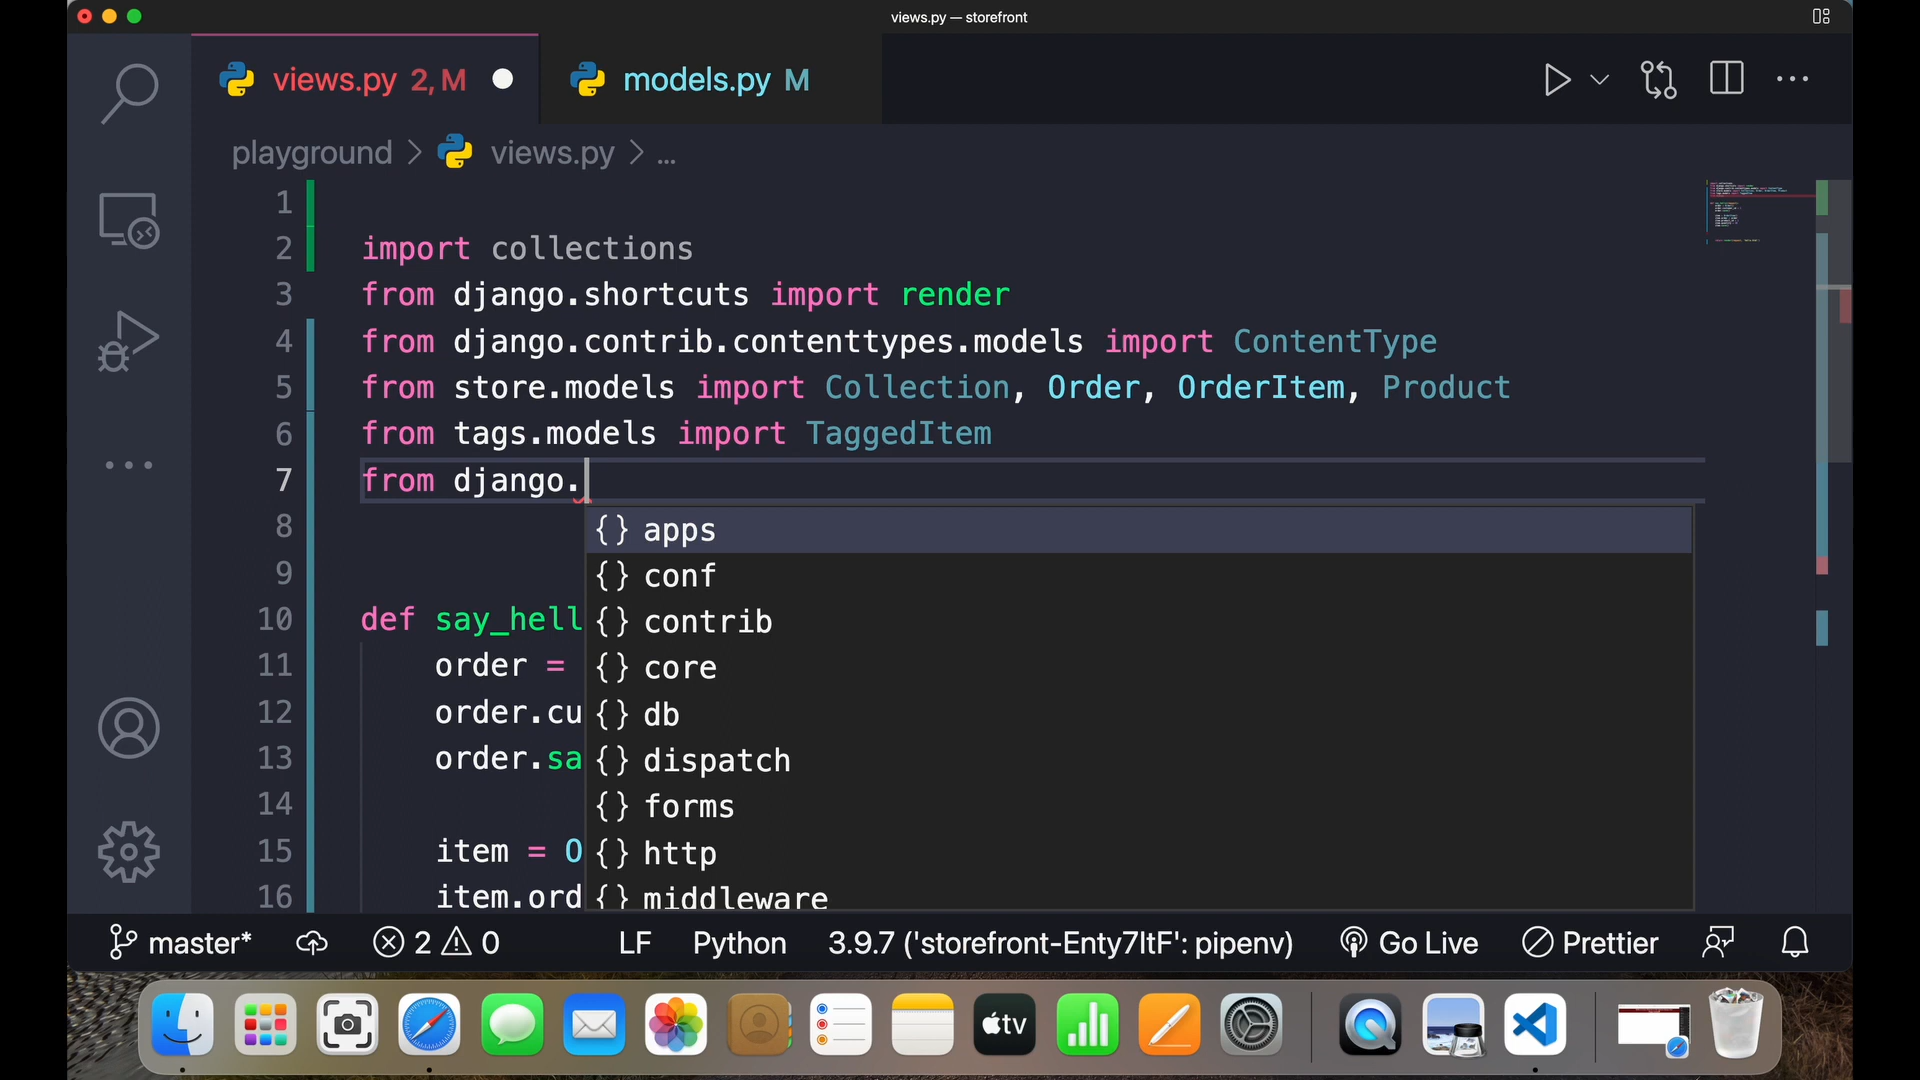 views.py — storefront
views.py 2, M
models.py M
playground > views.py > ...
1
2 import collections
3 from django.shortcuts import render
4 from django.contrib.contenttypes.models import ContentType
5 from store.models import Collection, Order, OrderItem, Product
6 from tags.models import TaggedItem
7 from django.
{} apps
8
{} conf
9
{} contrib
10 def say_hell
{} core
11 order =
{} db
12 order.cu
{} dispatch
13 order.sa
{} forms
14
{} http
15 item = O
{} middleware
16 item.ord
master* 2 0 LF Python 3.9.7 ('storefront-Enty7ltF': pipenv) Go Live Prettier
tv